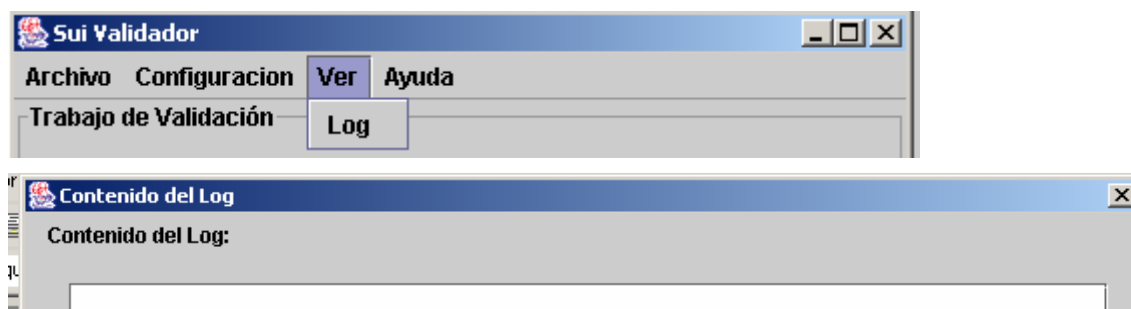 Sui Validador
Archivo Configuracion Ver Ayuda
Trabajo de Validación
Log
Contenido del Log
Contenido del Log: